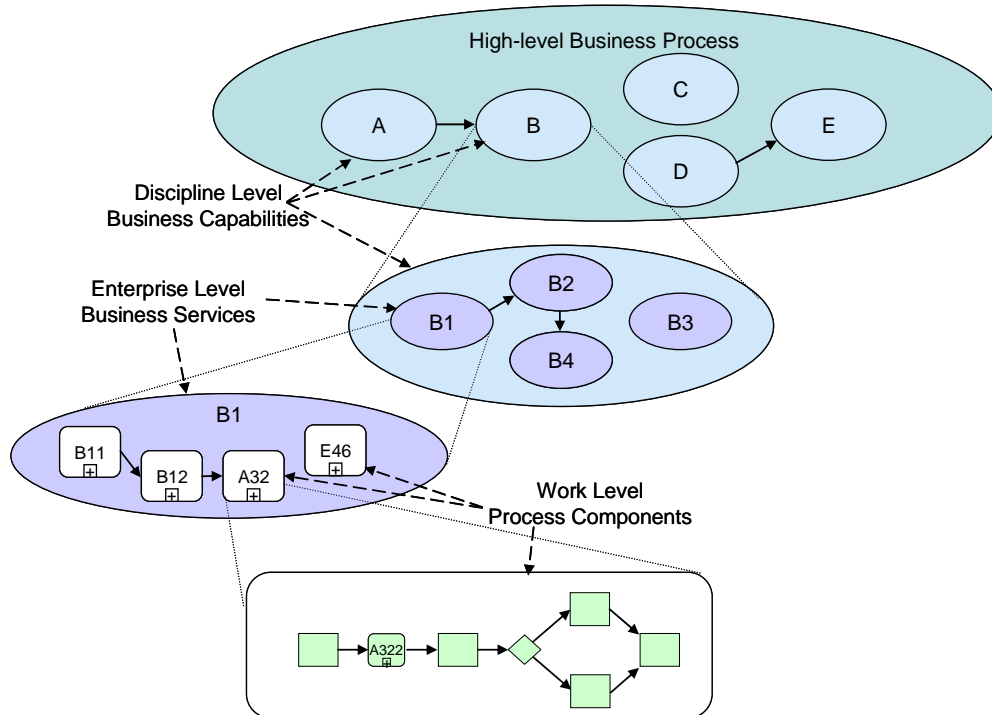 High-level Business Process
C
A
B
E
D
Discipline Level
Business Capabilities
B2
Enterprise Level
Business Services
B1
B3
B4
B1
B11
E46
B12
A32
Work Level
Process Components
A322